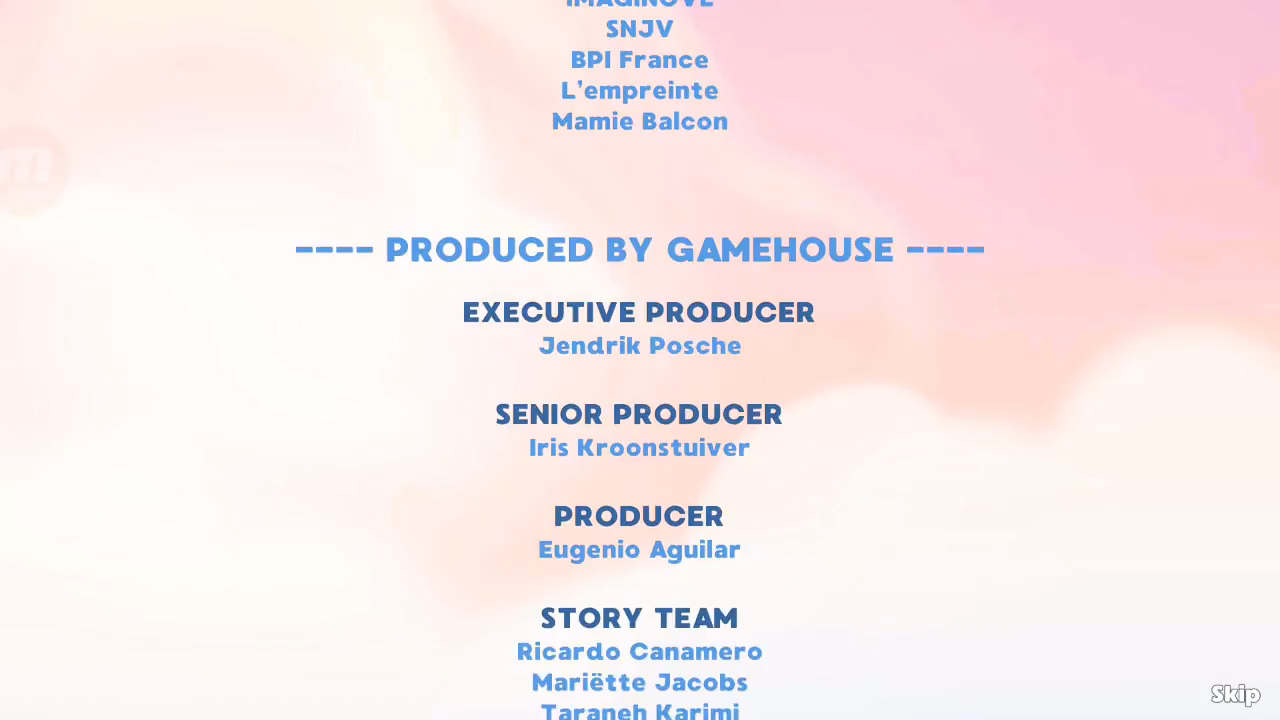 IMAGINOVE
SNJV
BPI France
L'empreinte
Mamie Balcon
---- PRODUCED BY GAMEHOUSE ----
EXECUTIVE PRODUCER
Jendrik Posche
SENIOR PRODUCER
Iris Kroonstuiver
PRODUCER
Eugenio Aguilar
STORY TEAM
Ricardo Canamero
Mariëtte Jacobs
Taraneh Karimi
Skip